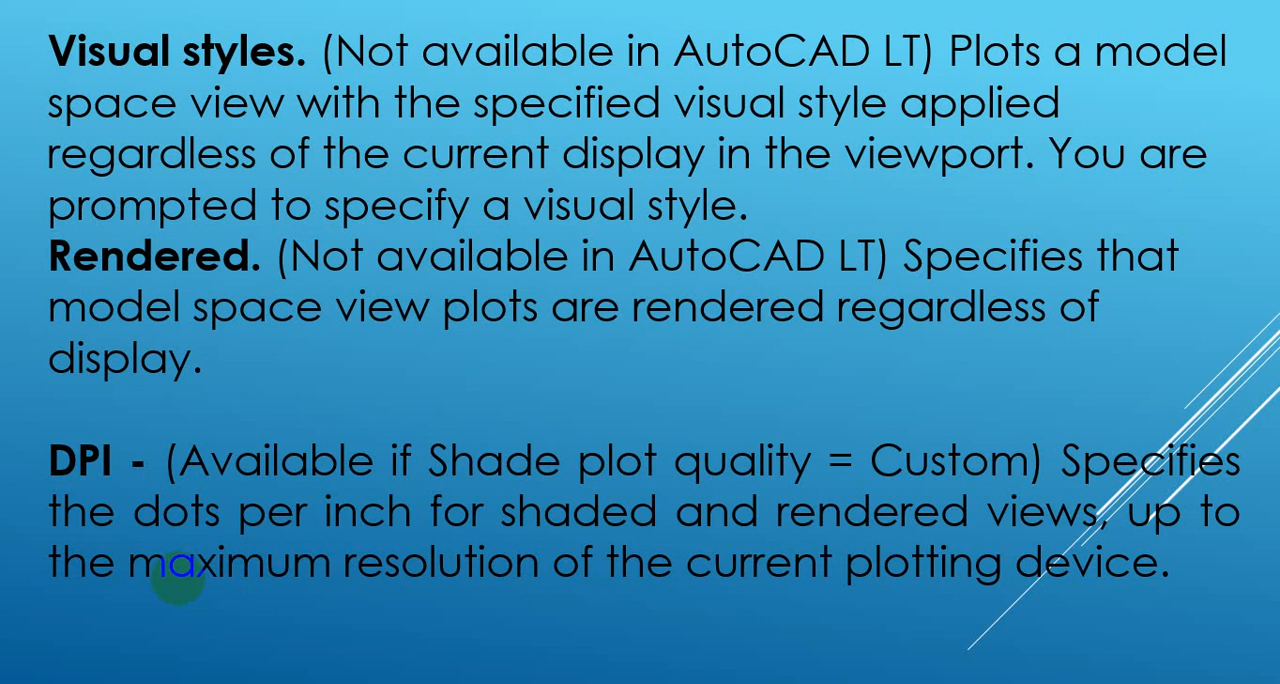 Visual styles. (Not available in AutoCAD LT) Plots a model
space view with the specified visual style applied
regardless of the current display in the viewport. You are
prompted to specify a visual style.
Rendered. (Not available in AutoCAD LT) Specifies that
model space view plots are rendered regardless of
display.
DPI - (Available if Shade plot quality = Custom) Specifies
the dots per inch for shaded and rendered views, up to
the maximum resolution of the current plotting device.